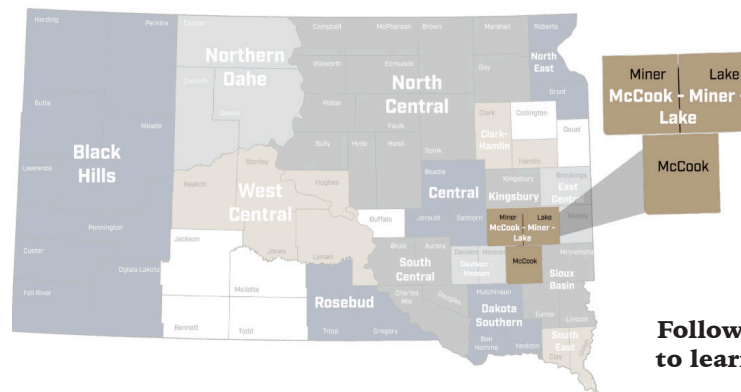 Harding
Perkins
Corson
Campbell
McPherson
Brown
Marshall
Roberts
Northern
Oahe
Walworth
Edmunds
Day
North
East
Dewey
North
Central
Grant
Butte
Meade
Potter
Faulk
Clark
Codington
Clark-
Hamlin
Deuel
Black
Hills
Sully
Hyde
Hand
Spink
Hamlin
Lawrence
Haakon
Stanley
Hughes
Beadle
Central
Kingsbury
Kingsbury
Brookings
East
Central
West
Central
Pennington
Buffalo
Jerauld
Sanborn
Miner
Lake
McCook - Miner -
Lake
Moody
Custer
Jackson
Jones
Lyman
Brule
Aurora
Davison
Hanson
Davison -
Hanson
McCook
Minnehaha
South
Central
Sioux
Basin
Oglala Lakota
Mellette
Fall River
Rosebud
Charles
Mix
Douglas
Hutchinson
Dakota
Southern
Turner
Lincoln
Bennett
Todd
Tripp
Gregory
Bon
Homme
Yankton
South
East
Clay
Miner
Lake
McCook - Miner -
Lake
McCook
Follow
to lear